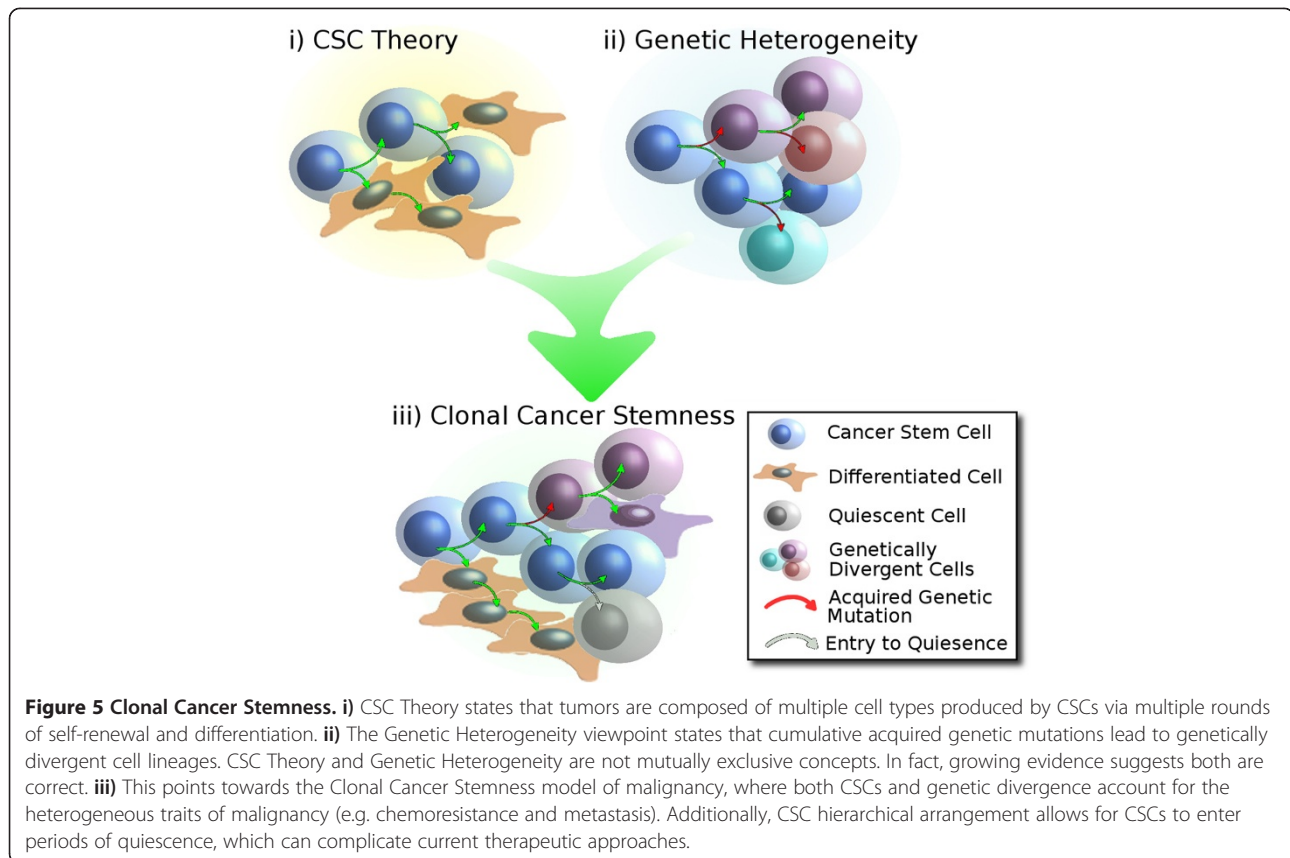 i) CSC Theory
ii) Genetic Heterogeneity
iii) Clonal Cancer Stemness
Cancer Stem Cell
Differentiated Cell
Quiescent Cell
Genetically
Divergent Cells
Acquired Genetic
Mutation
Entry to Quiesence
Figure 5 Clonal Cancer Stemness. i) CSC Theory states that tumors are composed of multiple cell types produced by CSCs via multiple rounds
of self-renewal and differentiation. ii) The Genetic Heterogeneity viewpoint states that cumulative acquired genetic mutations lead to genetically
divergent cell lineages. CSC Theory and Genetic Heterogeneity are not mutually exclusive concepts. In fact, growing evidence suggests both are
correct. iii) This points towards the Clonal Cancer Stemness model of malignancy, where both CSCs and genetic divergence account for the
heterogeneous traits of malignancy (e.g. chemoresistance and metastasis). Additionally, CSC hierarchical arrangement allows for CSCs to enter
periods of quiescence, which can complicate current therapeutic approaches.